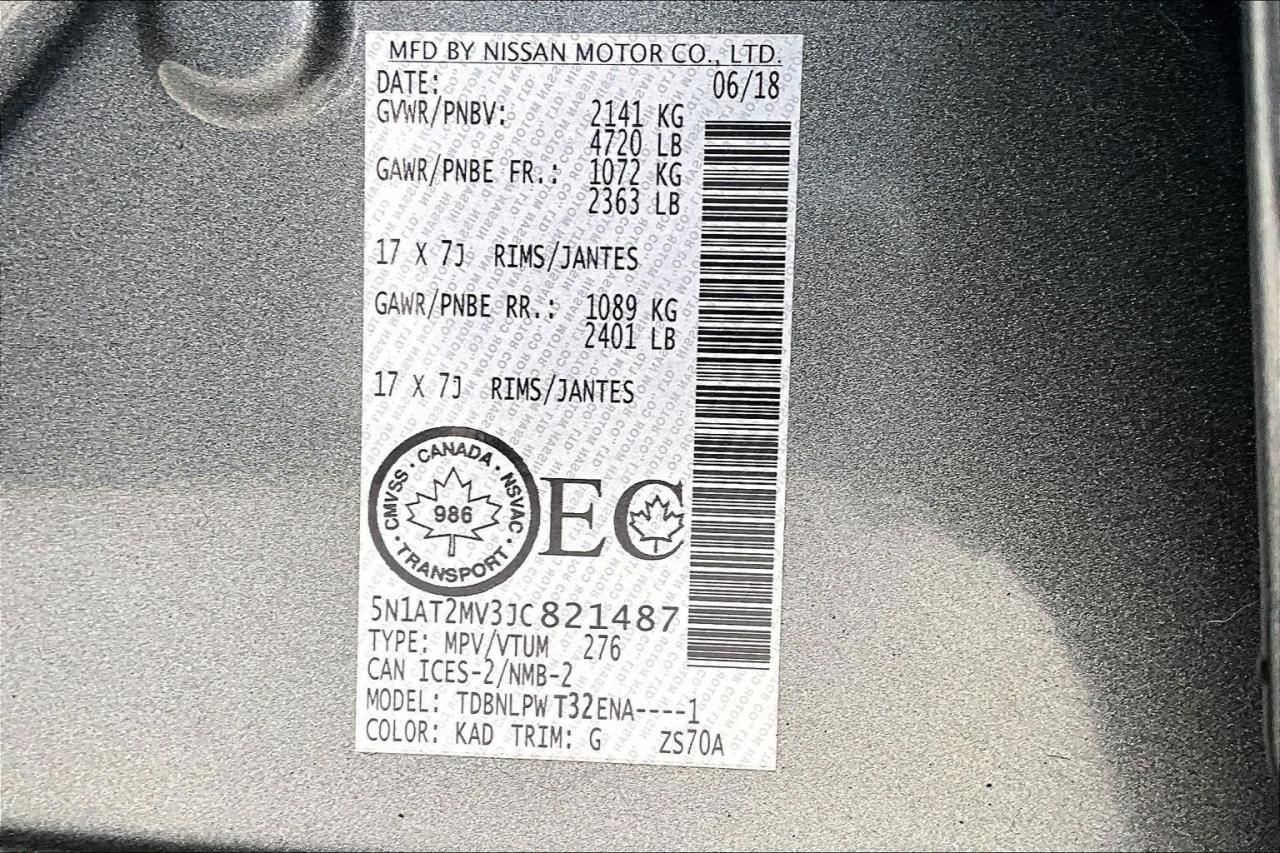 MFD BY NISSAN MOTOR CO., LTD.
DATE: 06/18
GVWR/PNBV: 2141 KG
4720 LB
GAWR/PNBE FR.: 1072 KG
2363 LB
17 X 7J RIMS/JANTES
GAWR/PNBE RR.: 1089 KG
2401 LB
17 X 7J RIMS/JANTES
CMVSS · CANADA · NSVAC · TRANSPORT ·
986
EC
5N1AT2MV3JC821487
TYPE: MPV/VTUM 276
CAN ICES-2/NMB-2
MODEL: TDBNLPW T32ENA----1
COLOR: KAD TRIM: G ZS70A